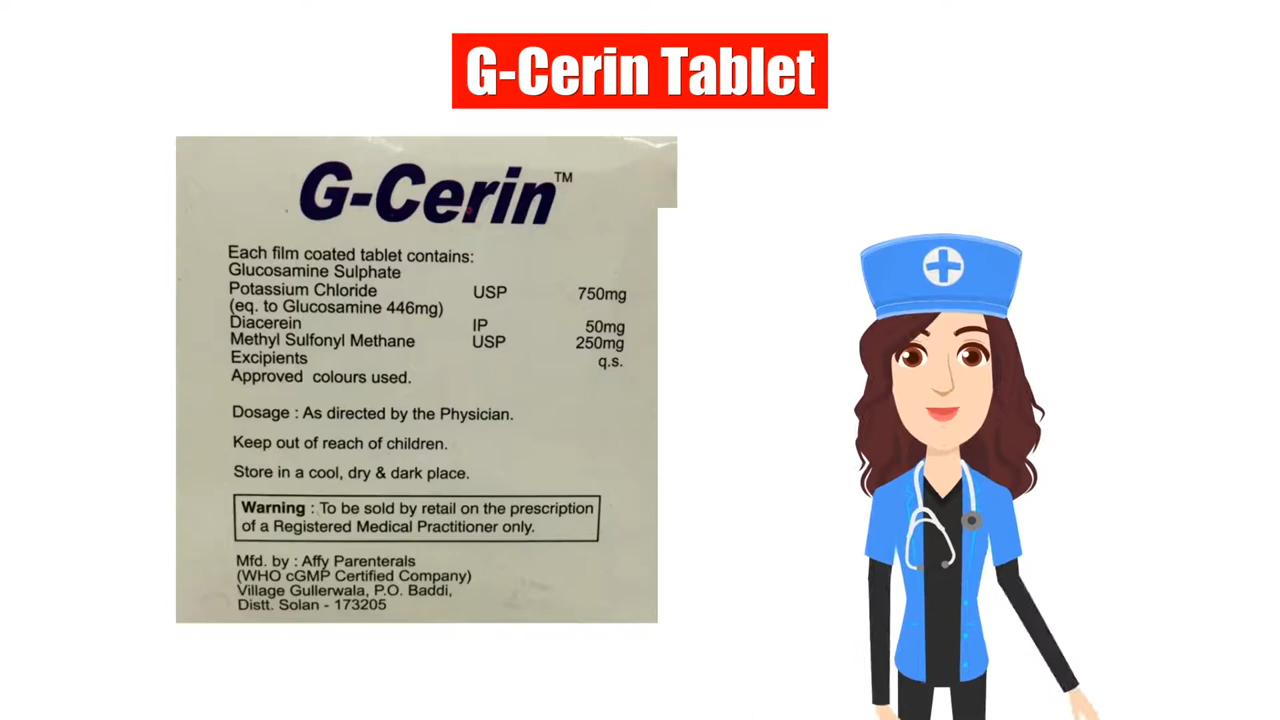 G-Cerin Tablet
G-Cerin™
Each film coated tablet contains:
Glucosamine Sulphate
Potassium Chloride USP 750mg
(eq. to Glucosamine 446mg)
Diacerein IP 50mg
Methyl Sulfonyl Methane USP 250mg
Excipients q.s.
Approved colours used.
Dosage : As directed by the Physician.
Keep out of reach of children.
Store in a cool, dry & dark place.
Warning : To be sold by retail on the prescription
of a Registered Medical Practitioner only.
Mfd. by : Affy Parenterals
(WHO cGMP Certified Company)
Village Gullerwala, P.O. Baddi,
Distt. Solan - 173205